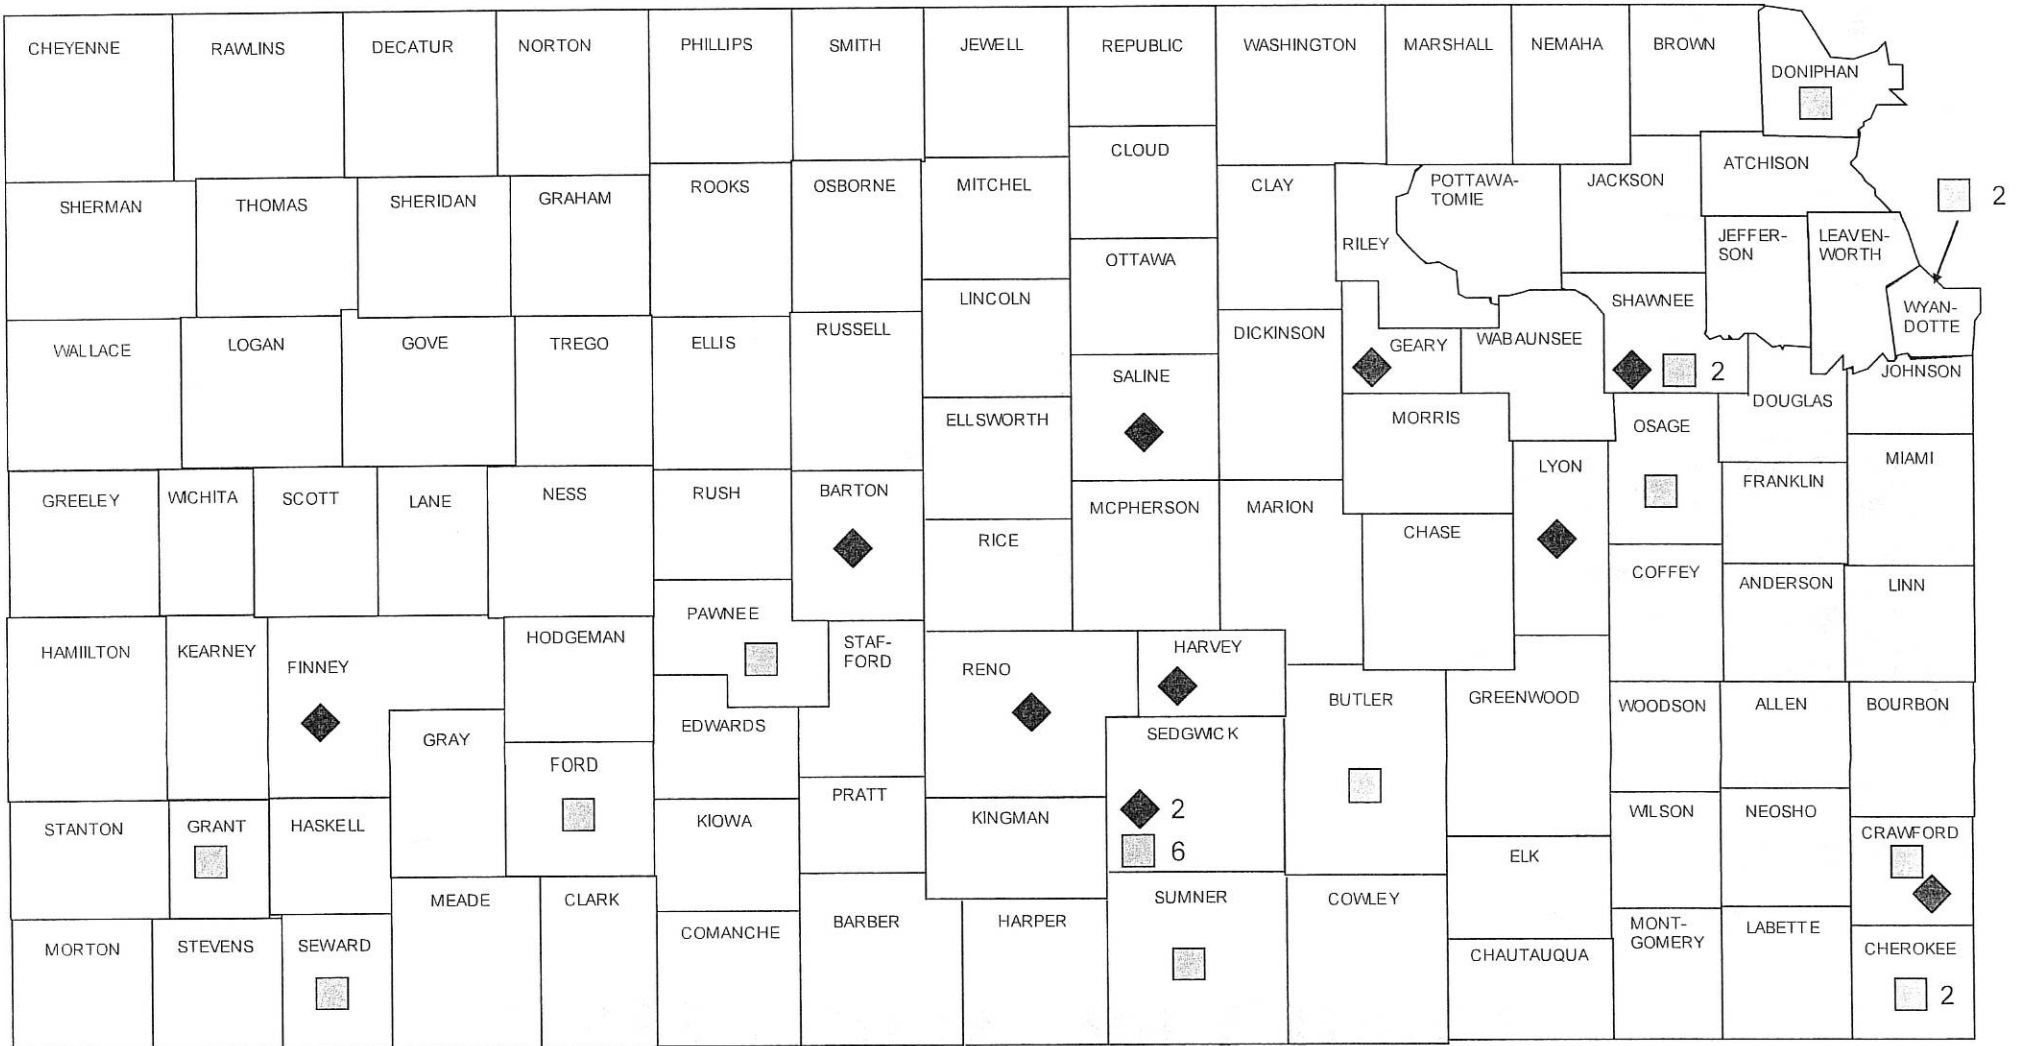 CHEYENNE
RAWLINS
DECATUR
NORTON
PHILLIPS
SMITH
JEWELL
REPUBLIC
WASHINGTON
MARSHALL
NEMAHA
BROWN
DONIPHAN
CLOUD
ATCHISON
SHERMAN
THOMAS
SHERIDAN
GRAHAM
ROOKS
OSBORNE
MITCHEL
CLAY
RILEY
POTTAWA-
TOMIE
JACKSON
2
JEFFER-
SON
LEAVEN-
WORTH
OTTAWA
LINCOLN
SHAWNEE
2
WYAN-
DOTTE
WALLACE
LOGAN
GOVE
TREGO
ELLIS
RUSSELL
DICKINSON
GEARY
WABAUNSEE
SALINE
JOHNSON
DOUGLAS
ELLSWORTH
MORRIS
OSAGE
LYON
MIAMI
GREELEY
WICHITA
SCOTT
LANE
NESS
RUSH
BARTON
MCPHERSON
MARION
FRANKLIN
RICE
CHASE
COFFEY
ANDERSON
LINN
PAWNEE
HAMIILTON
KEARNEY
FINNEY
HODGEMAN
STAF-
FORD
RENO
HARVEY
BUTLER
GREENWOOD
WOODSON
ALLEN
BOURBON
GRAY
EDWARDS
SEDGWICK
2
6
FORD
PRATT
STANTON
GRANT
HASKELL
KIOWA
KINGMAN
WILSON
NEOSHO
CRAWFORD
ELK
MEADE
CLARK
SUMNER
COWLEY
COMANCHE
BARBER
HARPER
MONT-
GOMERY
LABETTE
MORTON
STEVENS
SEWARD
CHAUTAUQUA
CHEROKEE
2